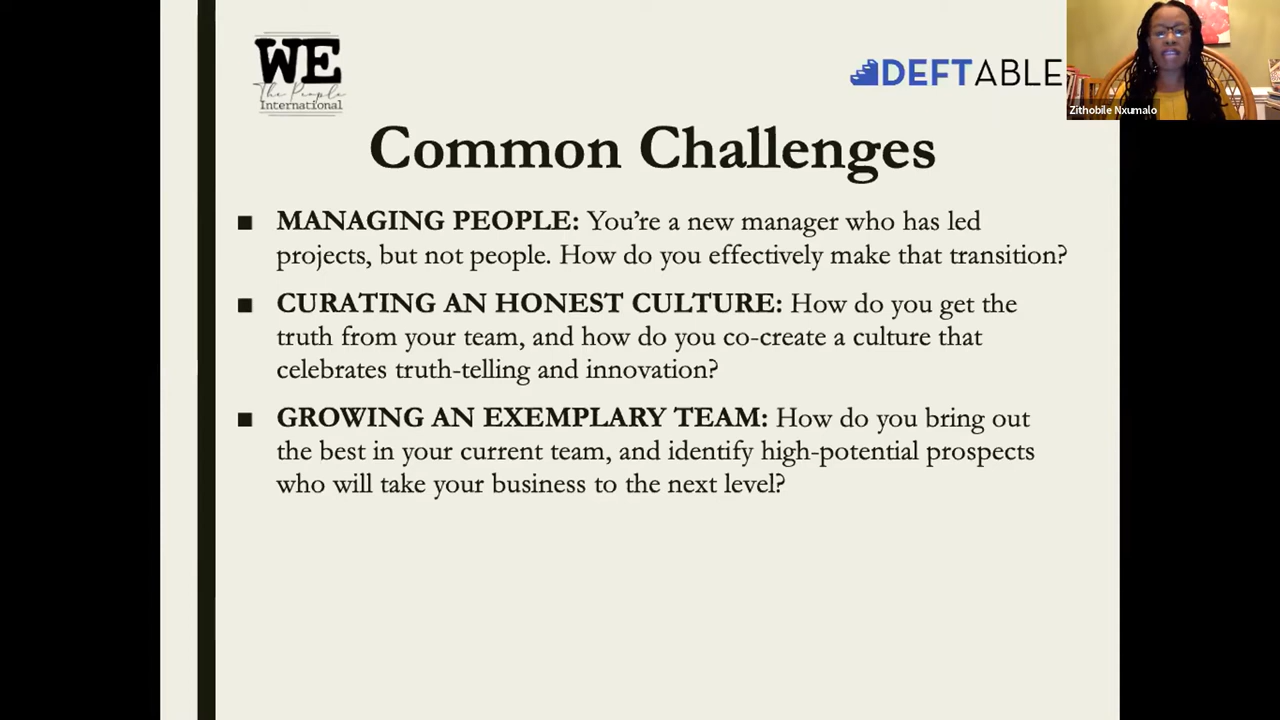 WE
The People
International
DEFTABLE
Zithobile Nxumalo
Common Challenges
■ MANAGING PEOPLE: You’re a new manager who has led
projects, but not people. How do you effectively make that transition?
■ CURATING AN HONEST CULTURE: How do you get the
truth from your team, and how do you co-create a culture that
celebrates truth-telling and innovation?
■ GROWING AN EXEMPLARY TEAM: How do you bring out
the best in your current team, and identify high-potential prospects
who will take your business to the next level?